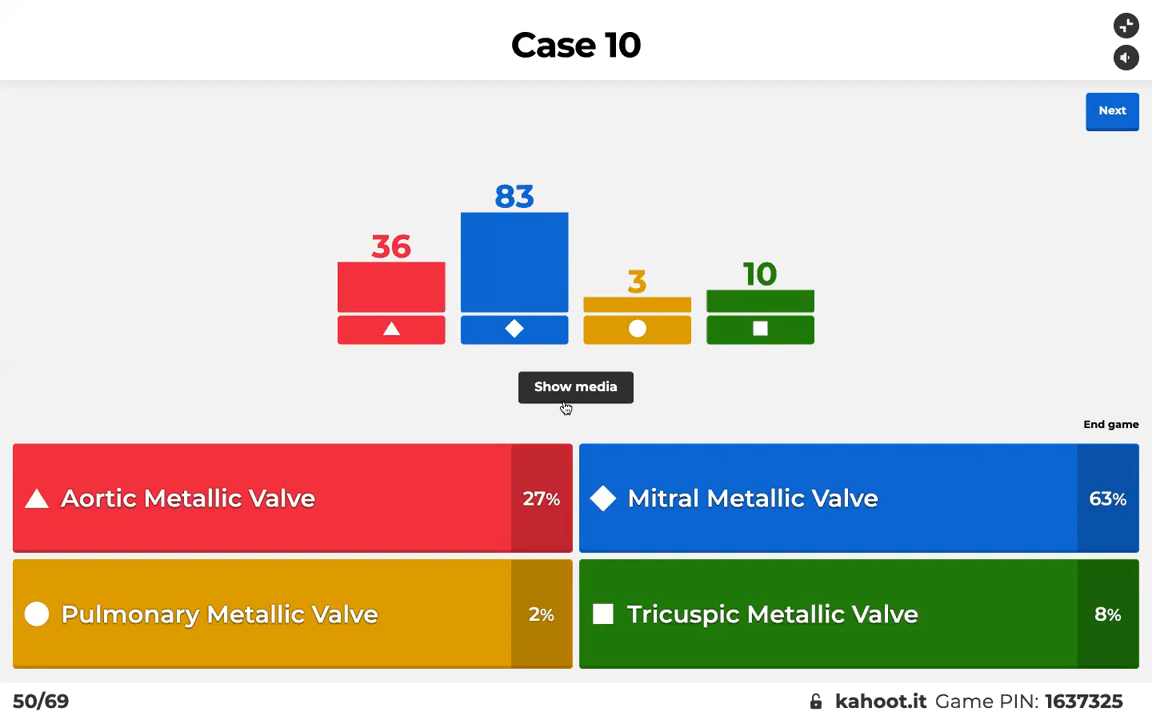 Case 10
Next
83
36
3
10
Show media
End game
Aortic Metallic Valve 27%
Mitral Metallic Valve 63%
Pulmonary Metallic Valve 2%
Tricuspic Metallic Valve 8%
50/69
kahoot.it Game PIN: 1637325